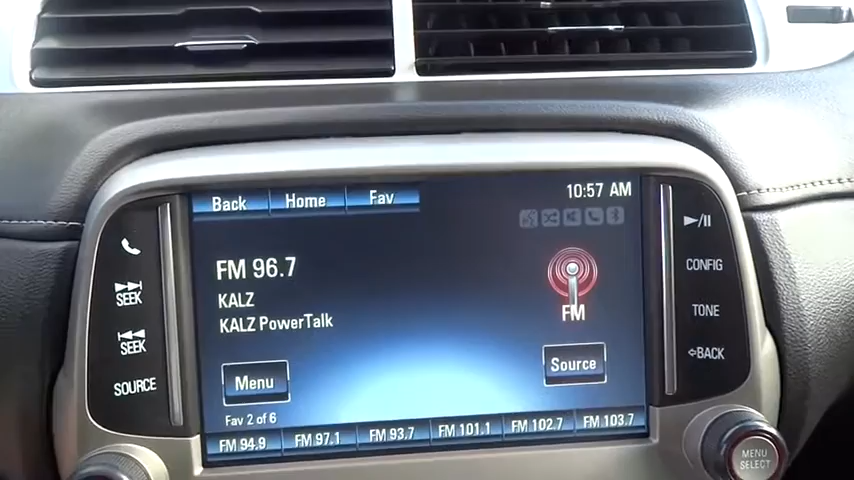 Back Home Fav
10:57 AM
FM 96.7
KALZ
KALZ PowerTalk
FM
Menu
Source
Fav 2 of 6
FM 94.9 FM 97.1 FM 93.7 FM 101.1 FM 102.7 FM 103.7
SEEK
SEEK
SOURCE
CONFIG
TONE
BACK
MENU
SELECT